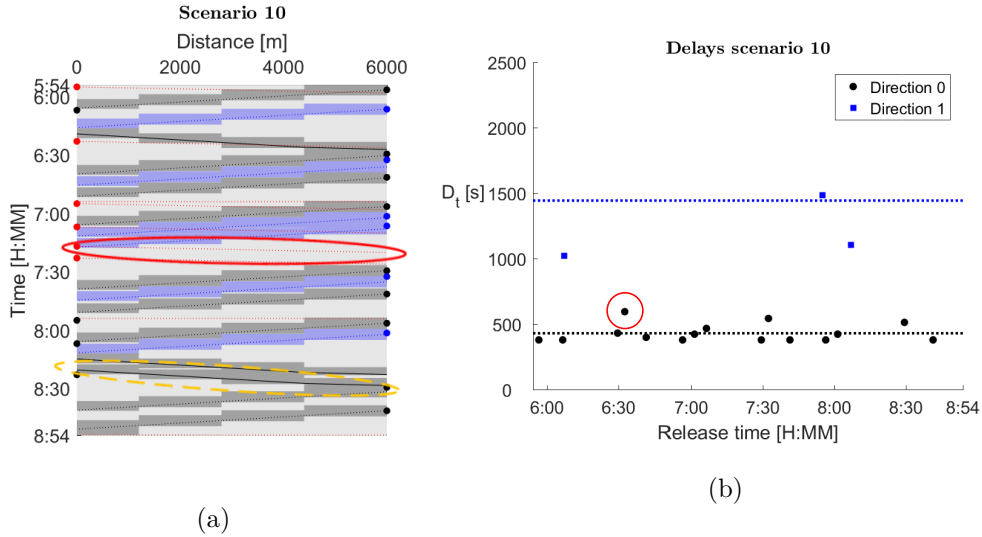 Scenario 10
Distance [m]
0 2000 4000 6000
5:54
6:00
6:30
7:00
7:30
8:00
8:30
8:54
Time [H:MM]
(a)
Delays scenario 10
2500
2000
1500
1000
500
0
D_t [s]
Direction 0
Direction 1
6:00 6:30 7:00 7:30 8:00 8:30 8:54
Release time [H:MM]
(b)